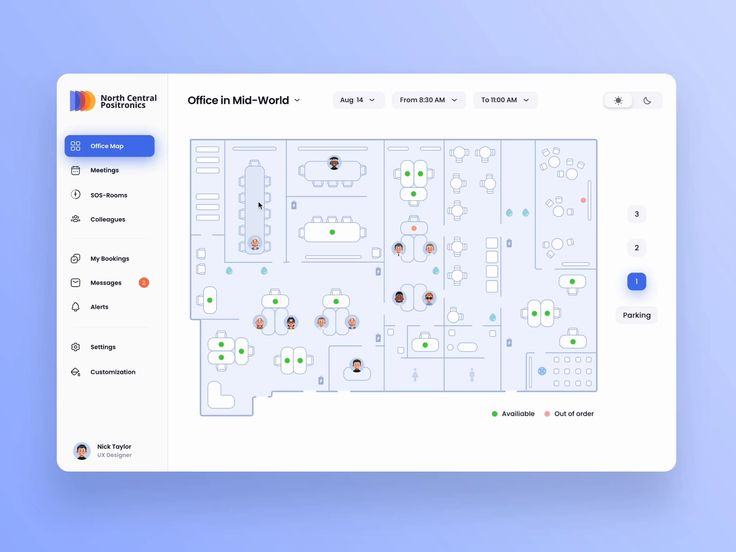 North Central
Positronics
Office in Mid-World
Aug 14
From 8:30 AM
To 11:00 AM
Office Map
Meetings
SOS-Rooms
Colleagues
My Bookings
Messages 2
Alerts
Settings
Customization
Nick Taylor
UX Designer
3
2
1
Parking
Availiable
Out of order